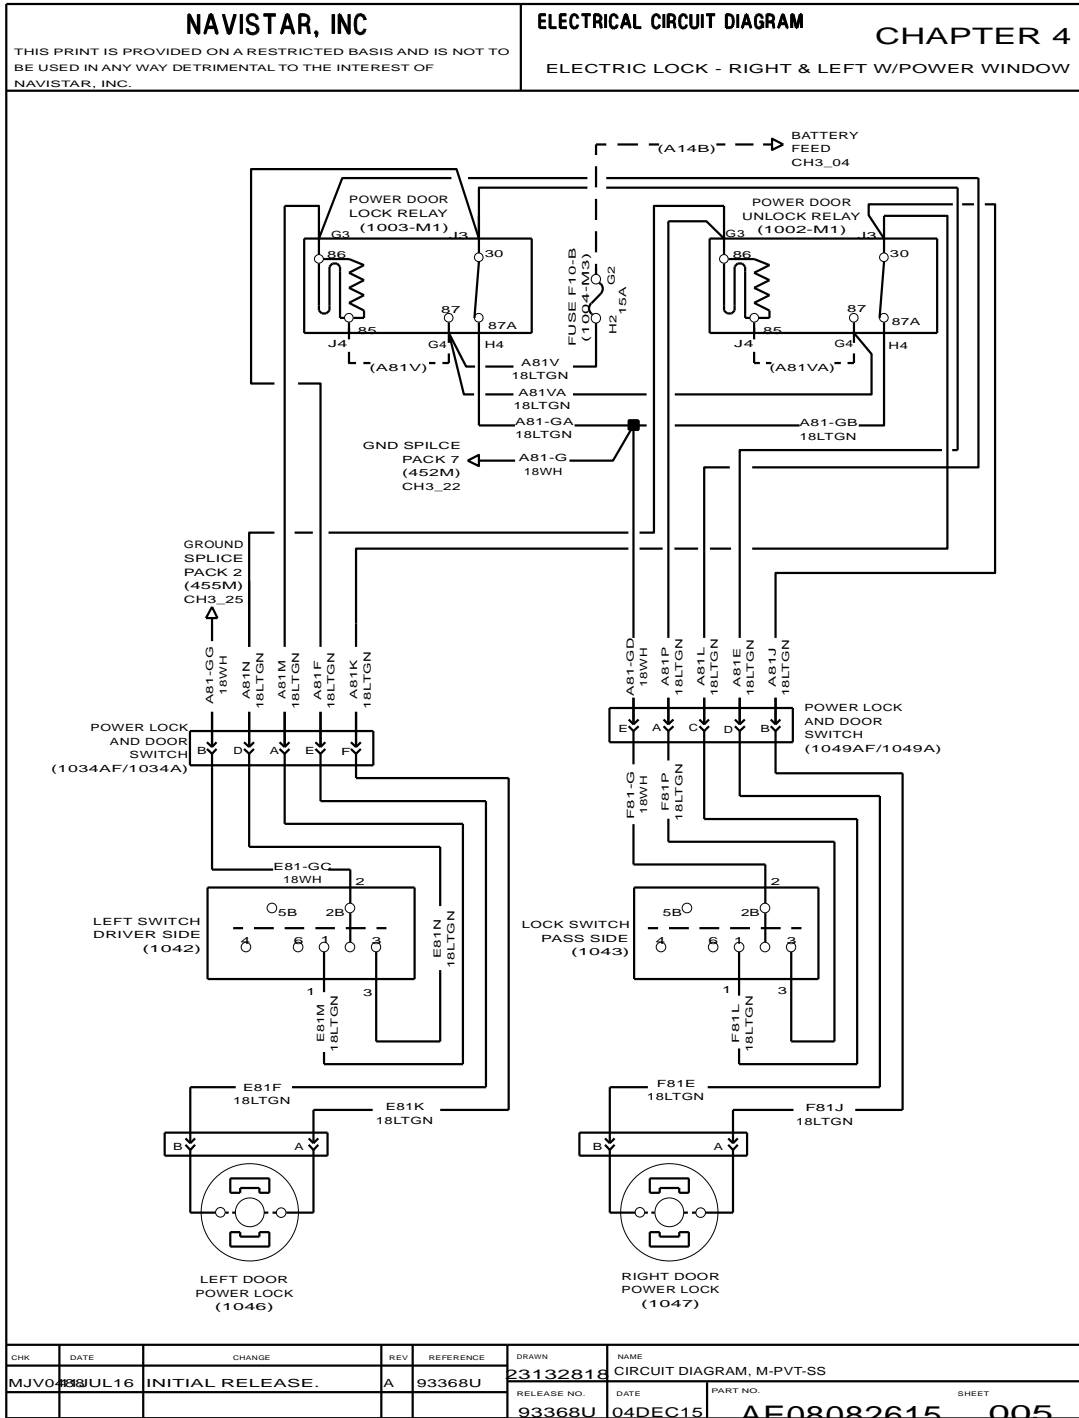 NAVISTAR, INC
THIS PRINT IS PROVIDED ON A RESTRICTED BASIS AND IS NOT TO
BE USED IN ANY WAY DETRIMENTAL TO THE INTEREST OF
NAVISTAR, INC.
ELECTRICAL CIRCUIT DIAGRAM
CHAPTER 4
ELECTRIC LOCK - RIGHT & LEFT W/POWER WINDOW
(A14B)
BATTERY
FEED
CH3_04
POWER DOOR
LOCK RELAY
(1003-M1)
G3
J3
86
30
87
87A
85
J4
G4
H4
(A81V)
FUSE F10-B
(1004-M3)
G2
15A
H2
POWER DOOR
UNLOCK RELAY
(1002-M1)
G3
J3
86
30
87
87A
85
J4
G4
H4
(A81VA)
A81V
18LTGN
A81VA
18LTGN
A81-GA
18LTGN
A81-GB
18LTGN
GND SPILCE
PACK 7
(452M)
CH3_22
A81-G
18WH
GROUND
SPLICE
PACK 2
(455M)
CH3_25
A81-GG
18WH
A81N
18LTGN
A81M
18LTGN
A81F
18LTGN
A81K
18LTGN
A81-GD
18WH
A81P
18LTGN
A81L
18LTGN
A81E
18LTGN
A81J
18LTGN
POWER LOCK
AND DOOR
SWITCH
(1034AF/1034A)
B D A E F
E A C D B
POWER LOCK
AND DOOR
SWITCH
(1049AF/1049A)
F81-G
18WH
F81P
18LTGN
E81-GC
18WH
2
5B 2B
4 6 1 3
1 3
LEFT SWITCH
DRIVER SIDE
(1042)
E81N
18LTGN
E81M
18LTGN
LOCK SWITCH
PASS SIDE
(1043)
2
5B 2B
4 6 1 3
1 3
F81L
18LTGN
E81F
18LTGN
E81K
18LTGN
F81E
18LTGN
F81J
18LTGN
B A
B A
LEFT DOOR
POWER LOCK
(1046)
RIGHT DOOR
POWER LOCK
(1047)
CHK DATE CHANGE REV REFERENCE
INITIAL RELEASE. A 93368U
DRAWN
23132818
NAME
CIRCUIT DIAGRAM, M-PVT-SS
RELEASE NO.
93368U
DATE
04DEC15
PART NO.
AE08082615
SHEET
005